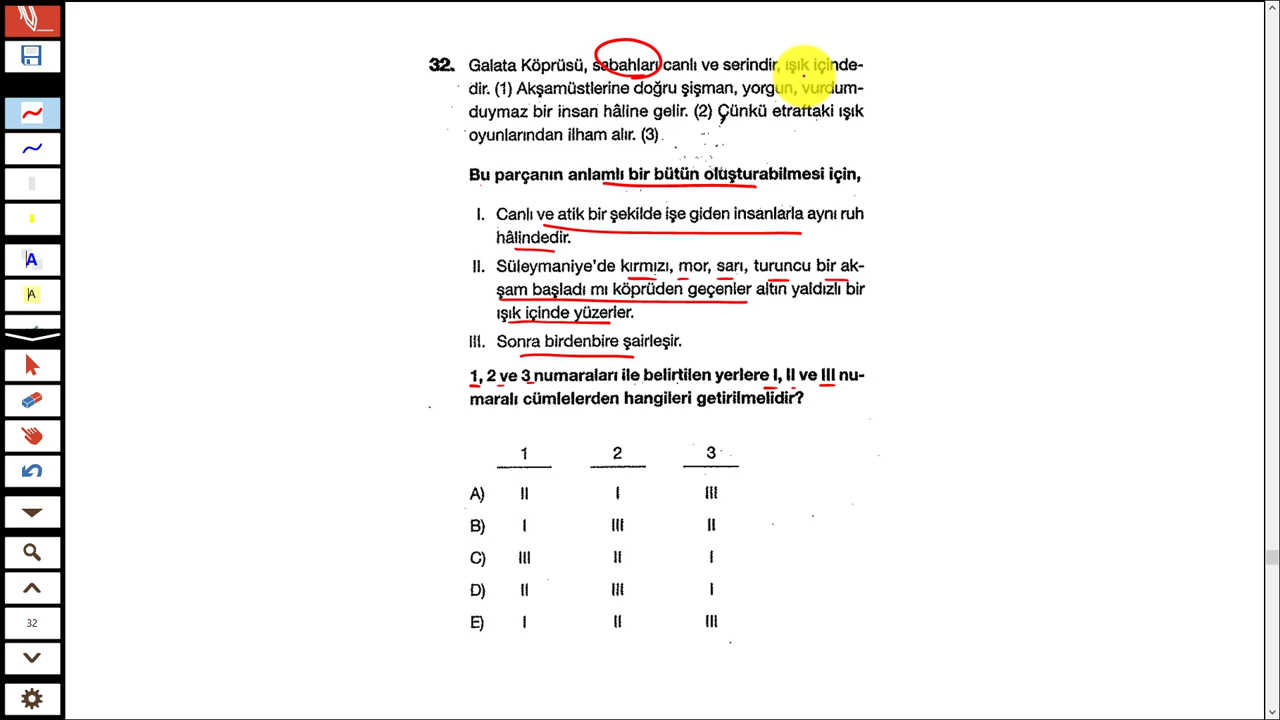 32. Galata Köprüsü, sabahları canlı ve serindir, ışık içinde-
dir. (1) Akşamüstlerine doğru şişman, yorgun, vurdum-
duymaz bir insan hâline gelir. (2) Çünkü etraftaki ışık
oyunlarından ilham alır. (3)
Bu parçanın anlamlı bir bütün oluşturabilmesi için,
I. Canlı ve atik bir şekilde işe giden insanlarla aynı ruh
hâlindedir.
II. Süleymaniye'de kırmızı, mor, sarı, turuncu bir ak-
şam başladı mı köprüden geçenler altın yaldızlı bir
ışık içinde yüzerler.
III. Sonra birdenbire şairleşir.
1, 2 ve 3 numaraları ile belirtilen yerlere I, II ve III nu-
maralı cümlelerden hangileri getirilmelidir?
1 2 3
A) II I III
B) I III II
C) III II I
D) II III I
E) I II III
A
A
32